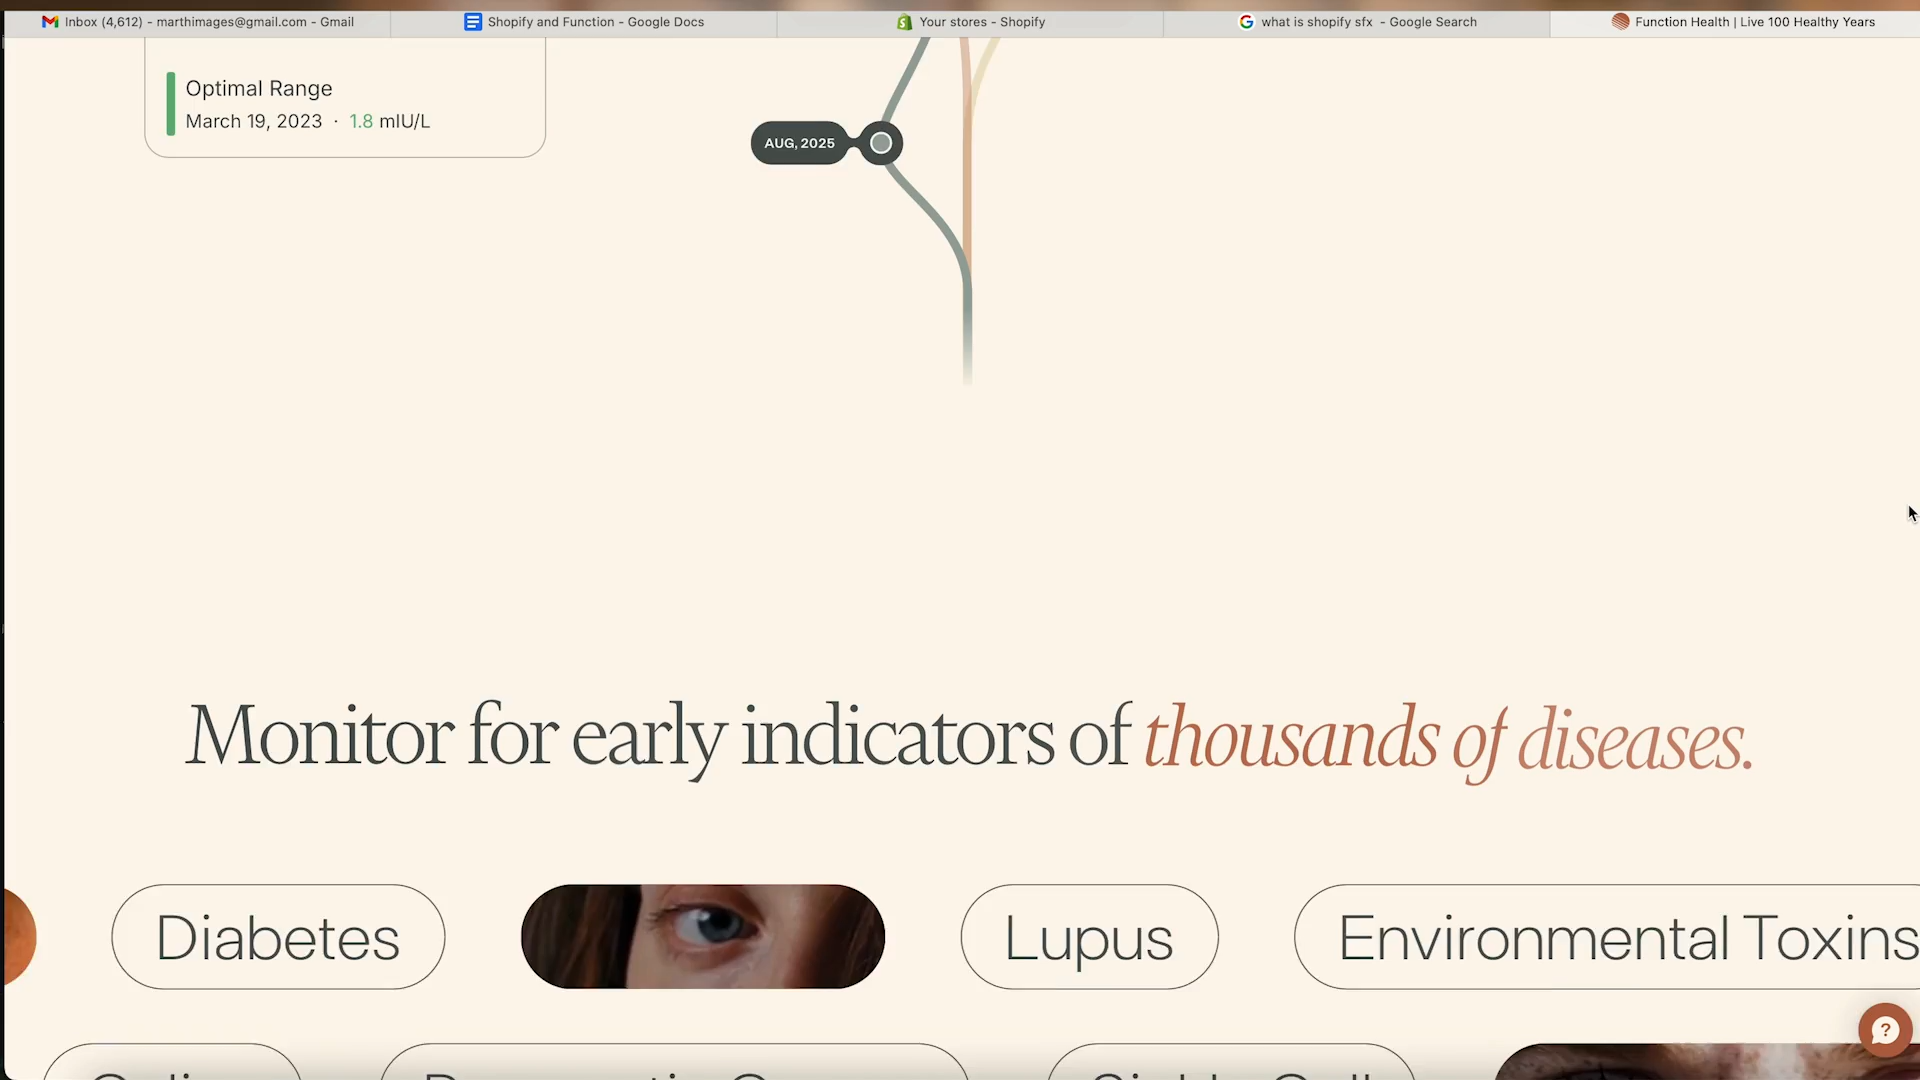 Inbox (4,612) - marthimages@gmail.com - Gmail
Shopify and Function - Google Docs
Your stores - Shopify
what is shopify sfx - Google Search
Function Health | Live 100 Healthy Years
Optimal Range
March 19, 2023 · 1.8 mIU/L
AUG, 2025
Monitor for early indicators of thousands of diseases.
Diabetes
Lupus
Environmental Toxins
?